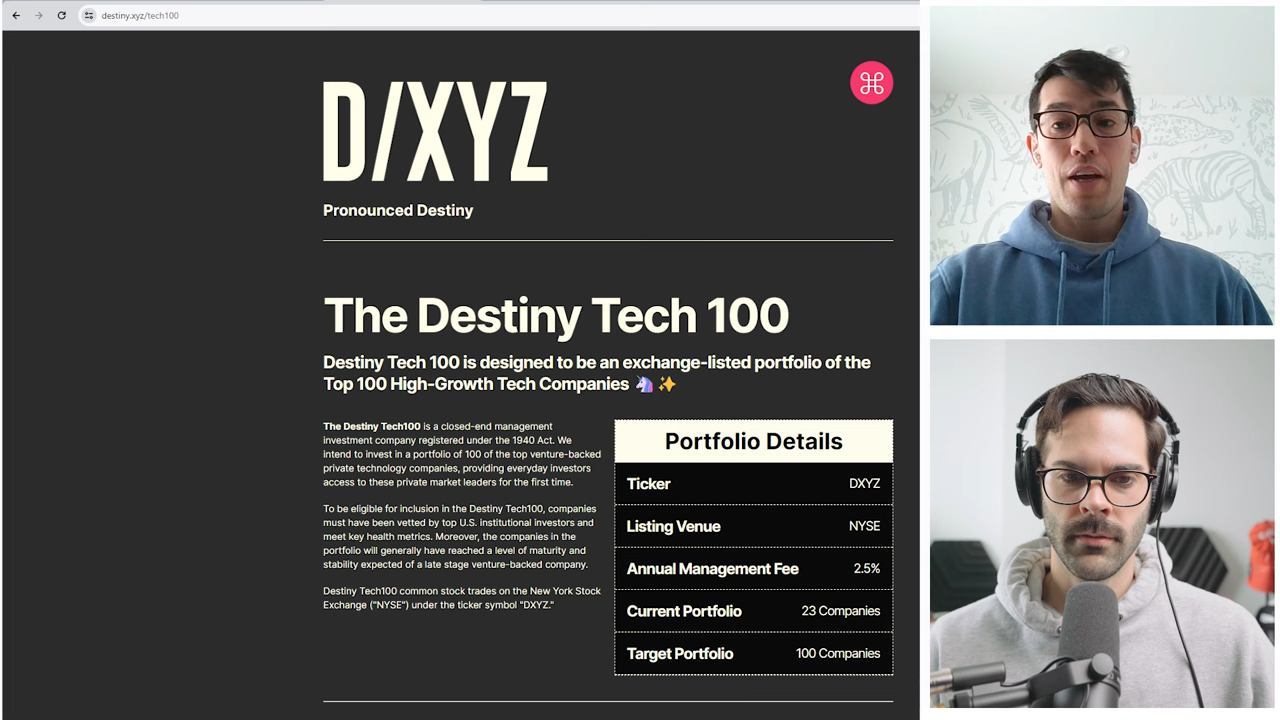 destiny.xyz/tech100
D/XYZ
Pronounced Destiny
The Destiny Tech 100
Destiny Tech 100 is designed to be an exchange-listed portfolio of the
Top 100 High-Growth Tech Companies 🦄 ✨
The Destiny Tech100 is a closed-end management
investment company registered under the 1940 Act. We
intend to invest in a portfolio of 100 of the top venture-backed
private technology companies, providing everyday investors
access to these private market leaders for the first time.
To be eligible for inclusion in the Destiny Tech100, companies
must have been vetted by top U.S. institutional investors and
meet key health metrics. Moreover, the companies in the
portfolio will generally have reached a level of maturity and
stability expected of a late stage venture-backed company.
Destiny Tech100 common stock trades on the New York Stock
Exchange ("NYSE") under the ticker symbol "DXYZ."
Portfolio Details
Ticker DXYZ
Listing Venue NYSE
Annual Management Fee 2.5%
Current Portfolio 23 Companies
Target Portfolio 100 Companies